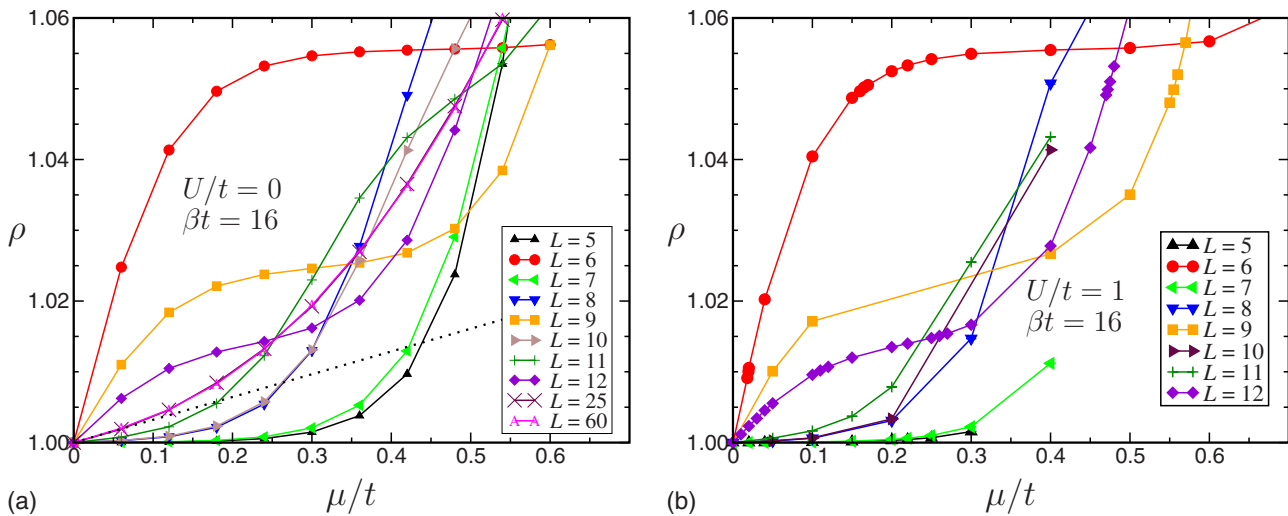 1.06
1.04
1.02
1.00
ρ
U/t = 0
βt = 16
L = 5
L = 6
L = 7
L = 8
L = 9
L = 10
L = 11
L = 12
L = 25
L = 60
0 0.1 0.2 0.3 0.4 0.5 0.6
μ/t
(a)
1.06
1.04
1.02
1.00
ρ
U/t = 1
βt = 16
L = 5
L = 6
L = 7
L = 8
L = 9
L = 10
L = 11
L = 12
0 0.1 0.2 0.3 0.4 0.5 0.6
μ/t
(b)